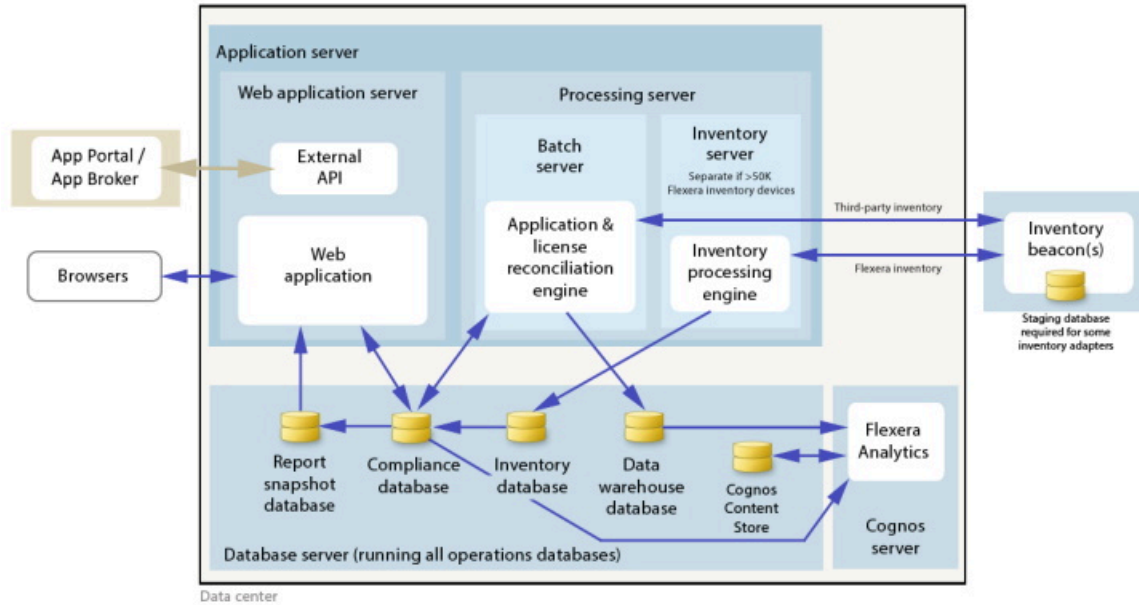 Application server
Web application server
Processing server
App Portal /
App Broker
External
API
Batch
server
Inventory
server
Separate if >50K
Flexera inventory devices
Third-party inventory
Browsers
Web
application
Application &
license
reconciliation
engine
Inventory
processing
engine
Flexera inventory
Inventory
beacon(s)
Staging database
required for some
inventory adapters
Report
snapshot
database
Compliance
database
Inventory
database
Data
warehouse
database
Cognos
Content
Store
Flexera
Analytics
Cognos
server
Database server (running all operations databases)
Data center